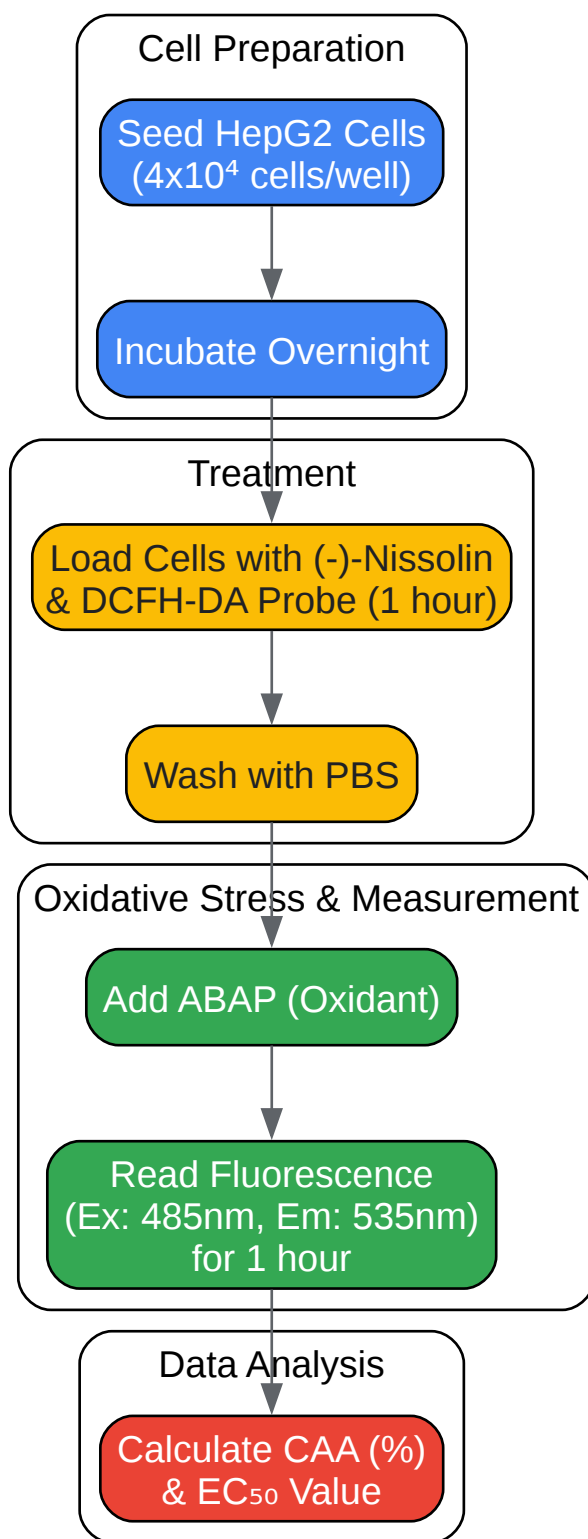 Cell Preparation
Seed HepG2 Cells
(4x10⁴ cells/well)
Incubate Overnight
Treatment
Load Cells with (-)-Nissolin
& DCFH-DA Probe (1 hour)
Wash with PBS
Oxidative Stress & Measurement
Add ABAP (Oxidant)
Read Fluorescence
(Ex: 485nm, Em: 535nm)
for 1 hour
Data Analysis
Calculate CAA (%)
& EC₅₀ Value